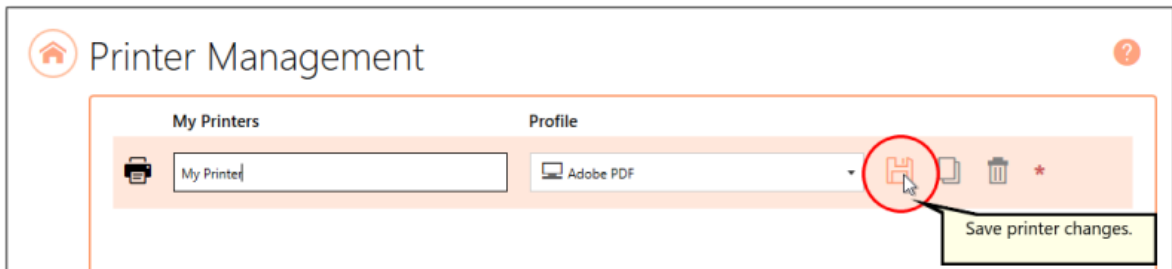 Printer Management
?
My Printers
Profile
My Printer
Adobe PDF
*
Save printer changes.